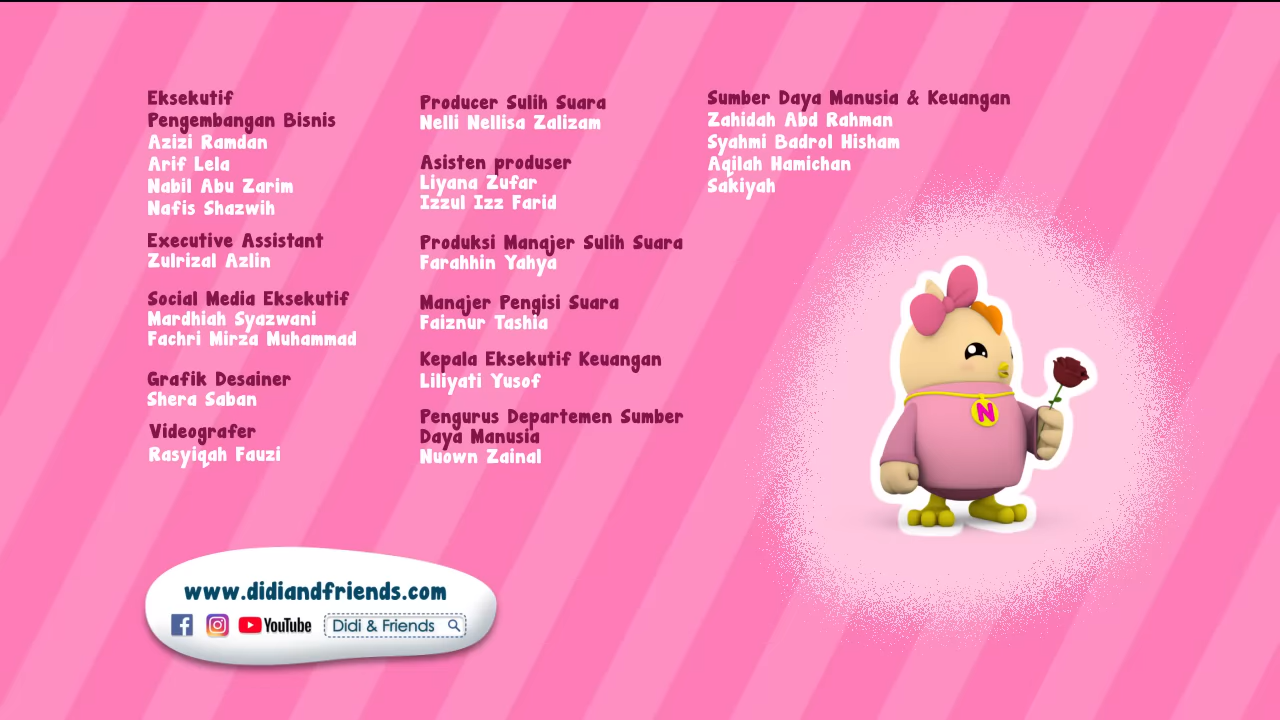 Eksekutif
Pengembangan Bisnis
Azizi Ramdan
Arif Lela
Nabil Abu Zarim
Nafis Shazwih
Executive Assistant
Zulrizal Azlin
Social Media Eksekutif
Mardhiah Syazwani
Fachri Mirza Muhammad
Grafik Desainer
Shera Saban
Videografer
Rasyiqah Fauzi
Producer Sulih Suara
Nelli Nellisa Zalizam
Asisten produser
Liyana Zufar
Izzul Izz Farid
Produksi Manajer Sulih Suara
Farahhin Yahya
Manajer Pengisi Suara
Faiznur Tashia
Kepala Eksekutif Keuangan
Liliyati Yusof
Pengurus Departemen Sumber
Daya Manusia
Nuown Zainal
Sumber Daya Manusia & Keuangan
Zahidah Abd Rahman
Syahmi Badrol Hisham
Aqilah Hamichan
Sakiyah
N
www.didiandfriends.com
YouTube
Didi & Friends